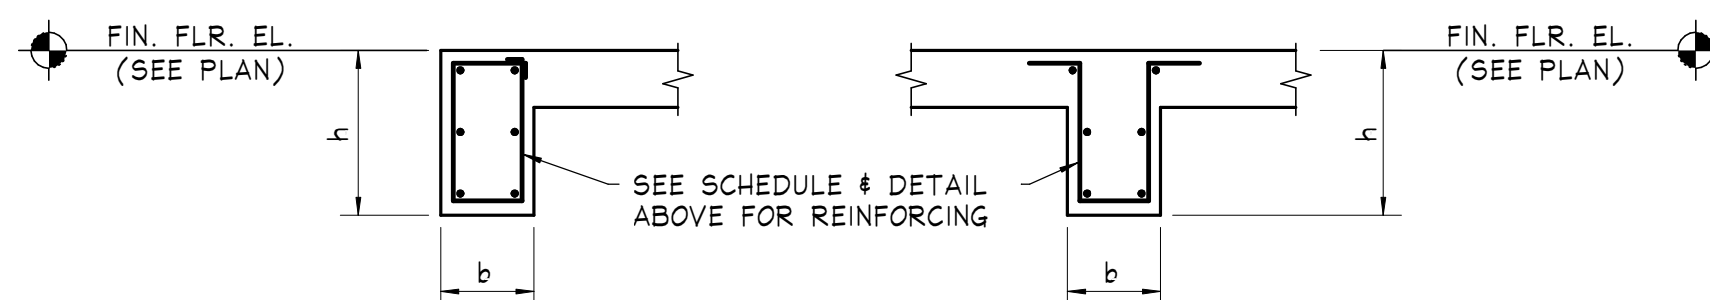 FIN. FLR. EL.
(SEE PLAN)
FIN. FLR. EL.
(SEE PLAN)
h
h
SEE SCHEDULE & DETAIL
ABOVE FOR REINFORCING
b
b